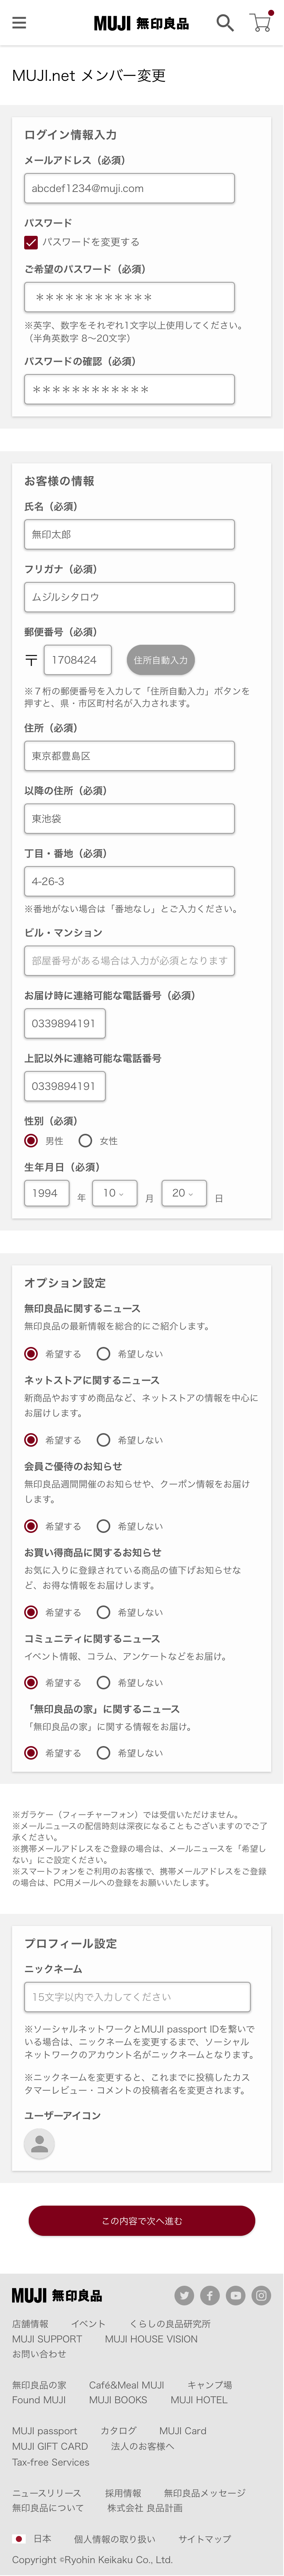 MUJI 無印良品
MUJI.net メンバー変更
ログイン情報入力
メールアドレス（必須）
abcdef1234@muji.com
パスワード
パスワードを変更する
ご希望のパスワード（必須）
＊＊＊＊＊＊＊＊＊＊＊＊
※英字、数字をそれぞれ1文字以上使用してください。
（半角英数字 8〜20文字）
パスワードの確認（必須）
＊＊＊＊＊＊＊＊＊＊＊＊
お客様の情報
氏名（必須）
無印太郎
フリガナ（必須）
ムジルシタロウ
郵便番号（必須）
〒 1708424 住所自動入力
※７桁の郵便番号を入力して「住所自動入力」ボタンを
押すと、県・市区町村名が入力されます。
住所（必須）
東京都豊島区
以降の住所（必須）
東池袋
丁目・番地（必須）
4-26-3
※番地がない場合は「番地なし」とご入力ください。
ビル・マンション
部屋番号がある場合は入力が必須となります
お届け時に連絡可能な電話番号（必須）
0339894191
上記以外に連絡可能な電話番号
0339894191
性別（必須）
男性 女性
生年月日（必須）
1994 年 10 月 20 日
オプション設定
無印良品に関するニュース
無印良品の最新情報を総合的にご紹介します。
希望する 希望しない
ネットストアに関するニュース
新商品やおすすめ商品など、ネットストアの情報を中心に
お届けします。
希望する 希望しない
会員ご優待のお知らせ
無印良品週間開催のお知らせや、クーポン情報をお届け
します。
希望する 希望しない
お買い得商品に関するお知らせ
お気に入りに登録されている商品の値下げお知らせな
ど、お得な情報をお届けします。
希望する 希望しない
コミュニティに関するニュース
イベント情報、コラム、アンケートなどをお届け。
希望する 希望しない
「無印良品の家」に関するニュース
「無印良品の家」に関する情報をお届け。
希望する 希望しない
※ガラケー（フィーチャーフォン）では受信いただけません。
※メールニュースの配信時刻は深夜になることもございますのでご了
承ください。
※携帯メールアドレスをご登録の場合は、メールニュースを「希望し
ない」にご設定ください。
※スマートフォンをご利用のお客様で、携帯メールアドレスをご登録
の場合は、PC用メールへの登録をお願いいたします。
プロフィール設定
ニックネーム
15文字以内で入力してください
※ソーシャルネットワークとMUJI passport IDを繋いで
いる場合は、ニックネームを変更するまで、ソーシャル
ネットワークのアカウント名がニックネームとなります。
※ニックネームを変更すると、これまでに投稿したカス
タマーレビュー・コメントの投稿者名を変更されます。
ユーザーアイコン
この内容で次へ進む
MUJI 無印良品
店舗情報 イベント くらしの良品研究所
MUJI SUPPORT MUJI HOUSE VISION
お問い合わせ
無印良品の家 Café&Meal MUJI キャンプ場
Found MUJI MUJI BOOKS MUJI HOTEL
MUJI passport カタログ MUJI Card
MUJI GIFT CARD 法人のお客様へ
Tax-free Services
ニュースリリース 採用情報 無印良品メッセージ
無印良品について 株式会社 良品計画
日本 個人情報の取り扱い サイトマップ
Copyright ©Ryohin Keikaku Co., Ltd.